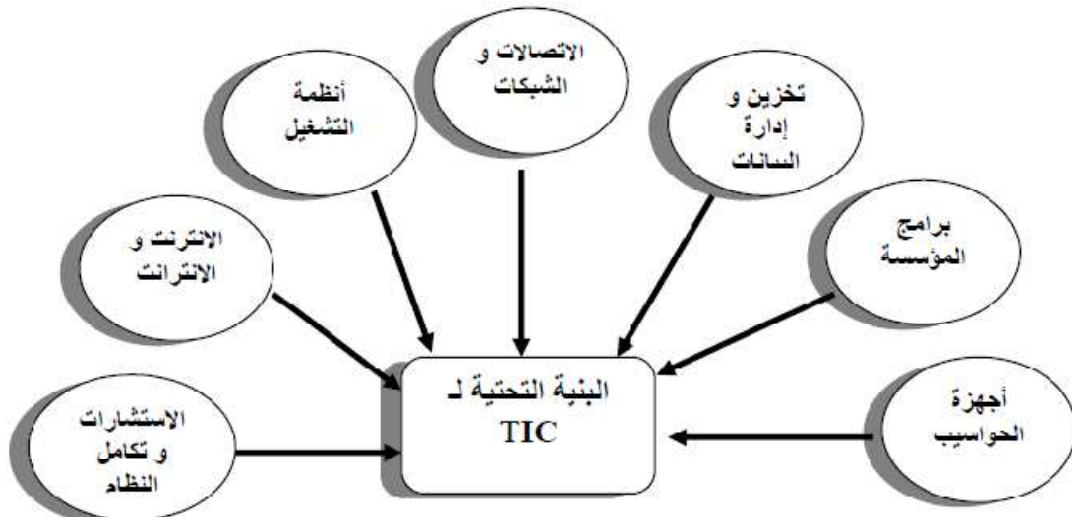 الاتصالات و
الشبكات
أنظمة
التشغيل
تخزين و
إدارة
البيانات
الانترنت و
الانترانت
برامج
المؤسسة
الاستشارات
و تكامل
النظام
البنية التحتية لـ
TIC
أجهزة
الحواسيب